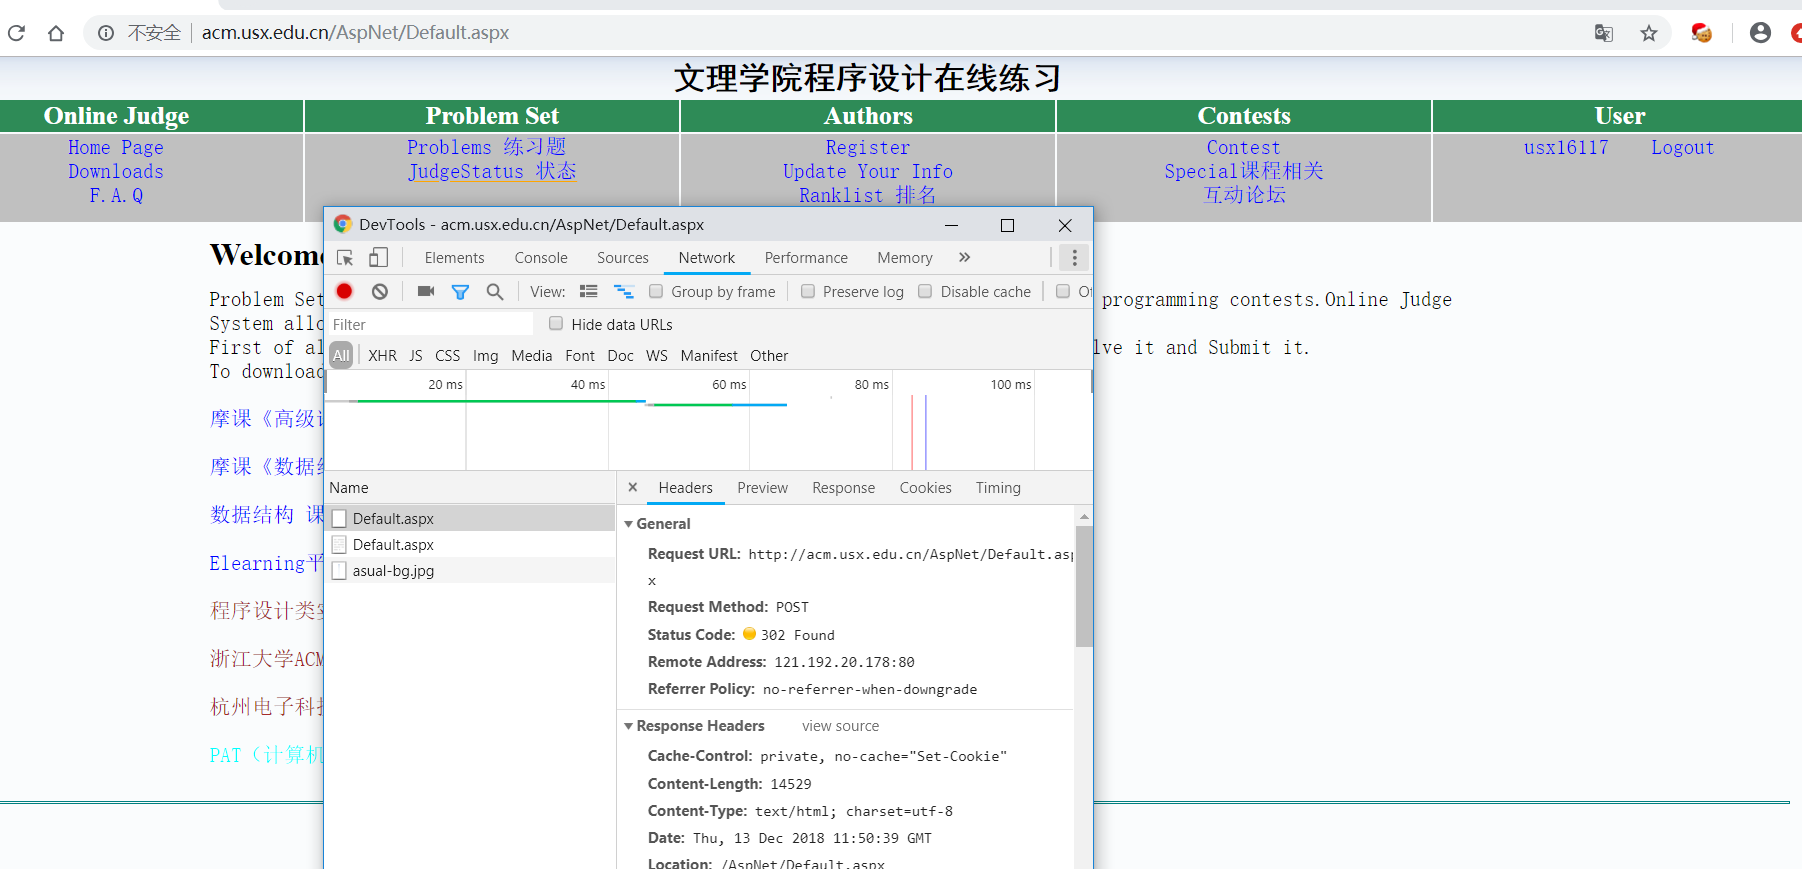 不安全 acm.usx.edu.cn/AspNet/Default.aspx
文理学院程序设计在线练习
Online Judge Problem Set Authors Contests User
Home Page Problems 练习题 Register Contest usx16117 Logout
Downloads JudgeStatus 状态 Update Your Info Special课程相关
F.A.Q Ranklist 排名 互动论坛
DevTools - acm.usx.edu.cn/AspNet/Default.aspx
Welcome
Elements Console Sources Network Performance Memory »
View: Group by frame Preserve log Disable cache
Problem Set programming contests.Online Judge
System allo
Filter Hide data URLs
First of al lve it and Submit it.
All XHR JS CSS Img Media Font Doc WS Manifest Other
To download
20 ms 40 ms 60 ms 80 ms 100 ms
摩课《高级
摩课《数据
Name
× Headers Preview Response Cookies Timing
数据结构 课
Default.aspx
Default.aspx
asual-bg.jpg
Elearning平
程序设计类
浙江大学ACM
杭州电子科
PAT（计算机
General
Request URL: http://acm.usx.edu.cn/AspNet/Default.asp
x
Request Method: POST
Status Code: 302 Found
Remote Address: 121.192.20.178:80
Referrer Policy: no-referrer-when-downgrade
Response Headers view source
Cache-Control: private, no-cache="Set-Cookie"
Content-Length: 14529
Content-Type: text/html; charset=utf-8
Date: Thu, 13 Dec 2018 11:50:39 GMT
Location: /AspNet/Default.aspx